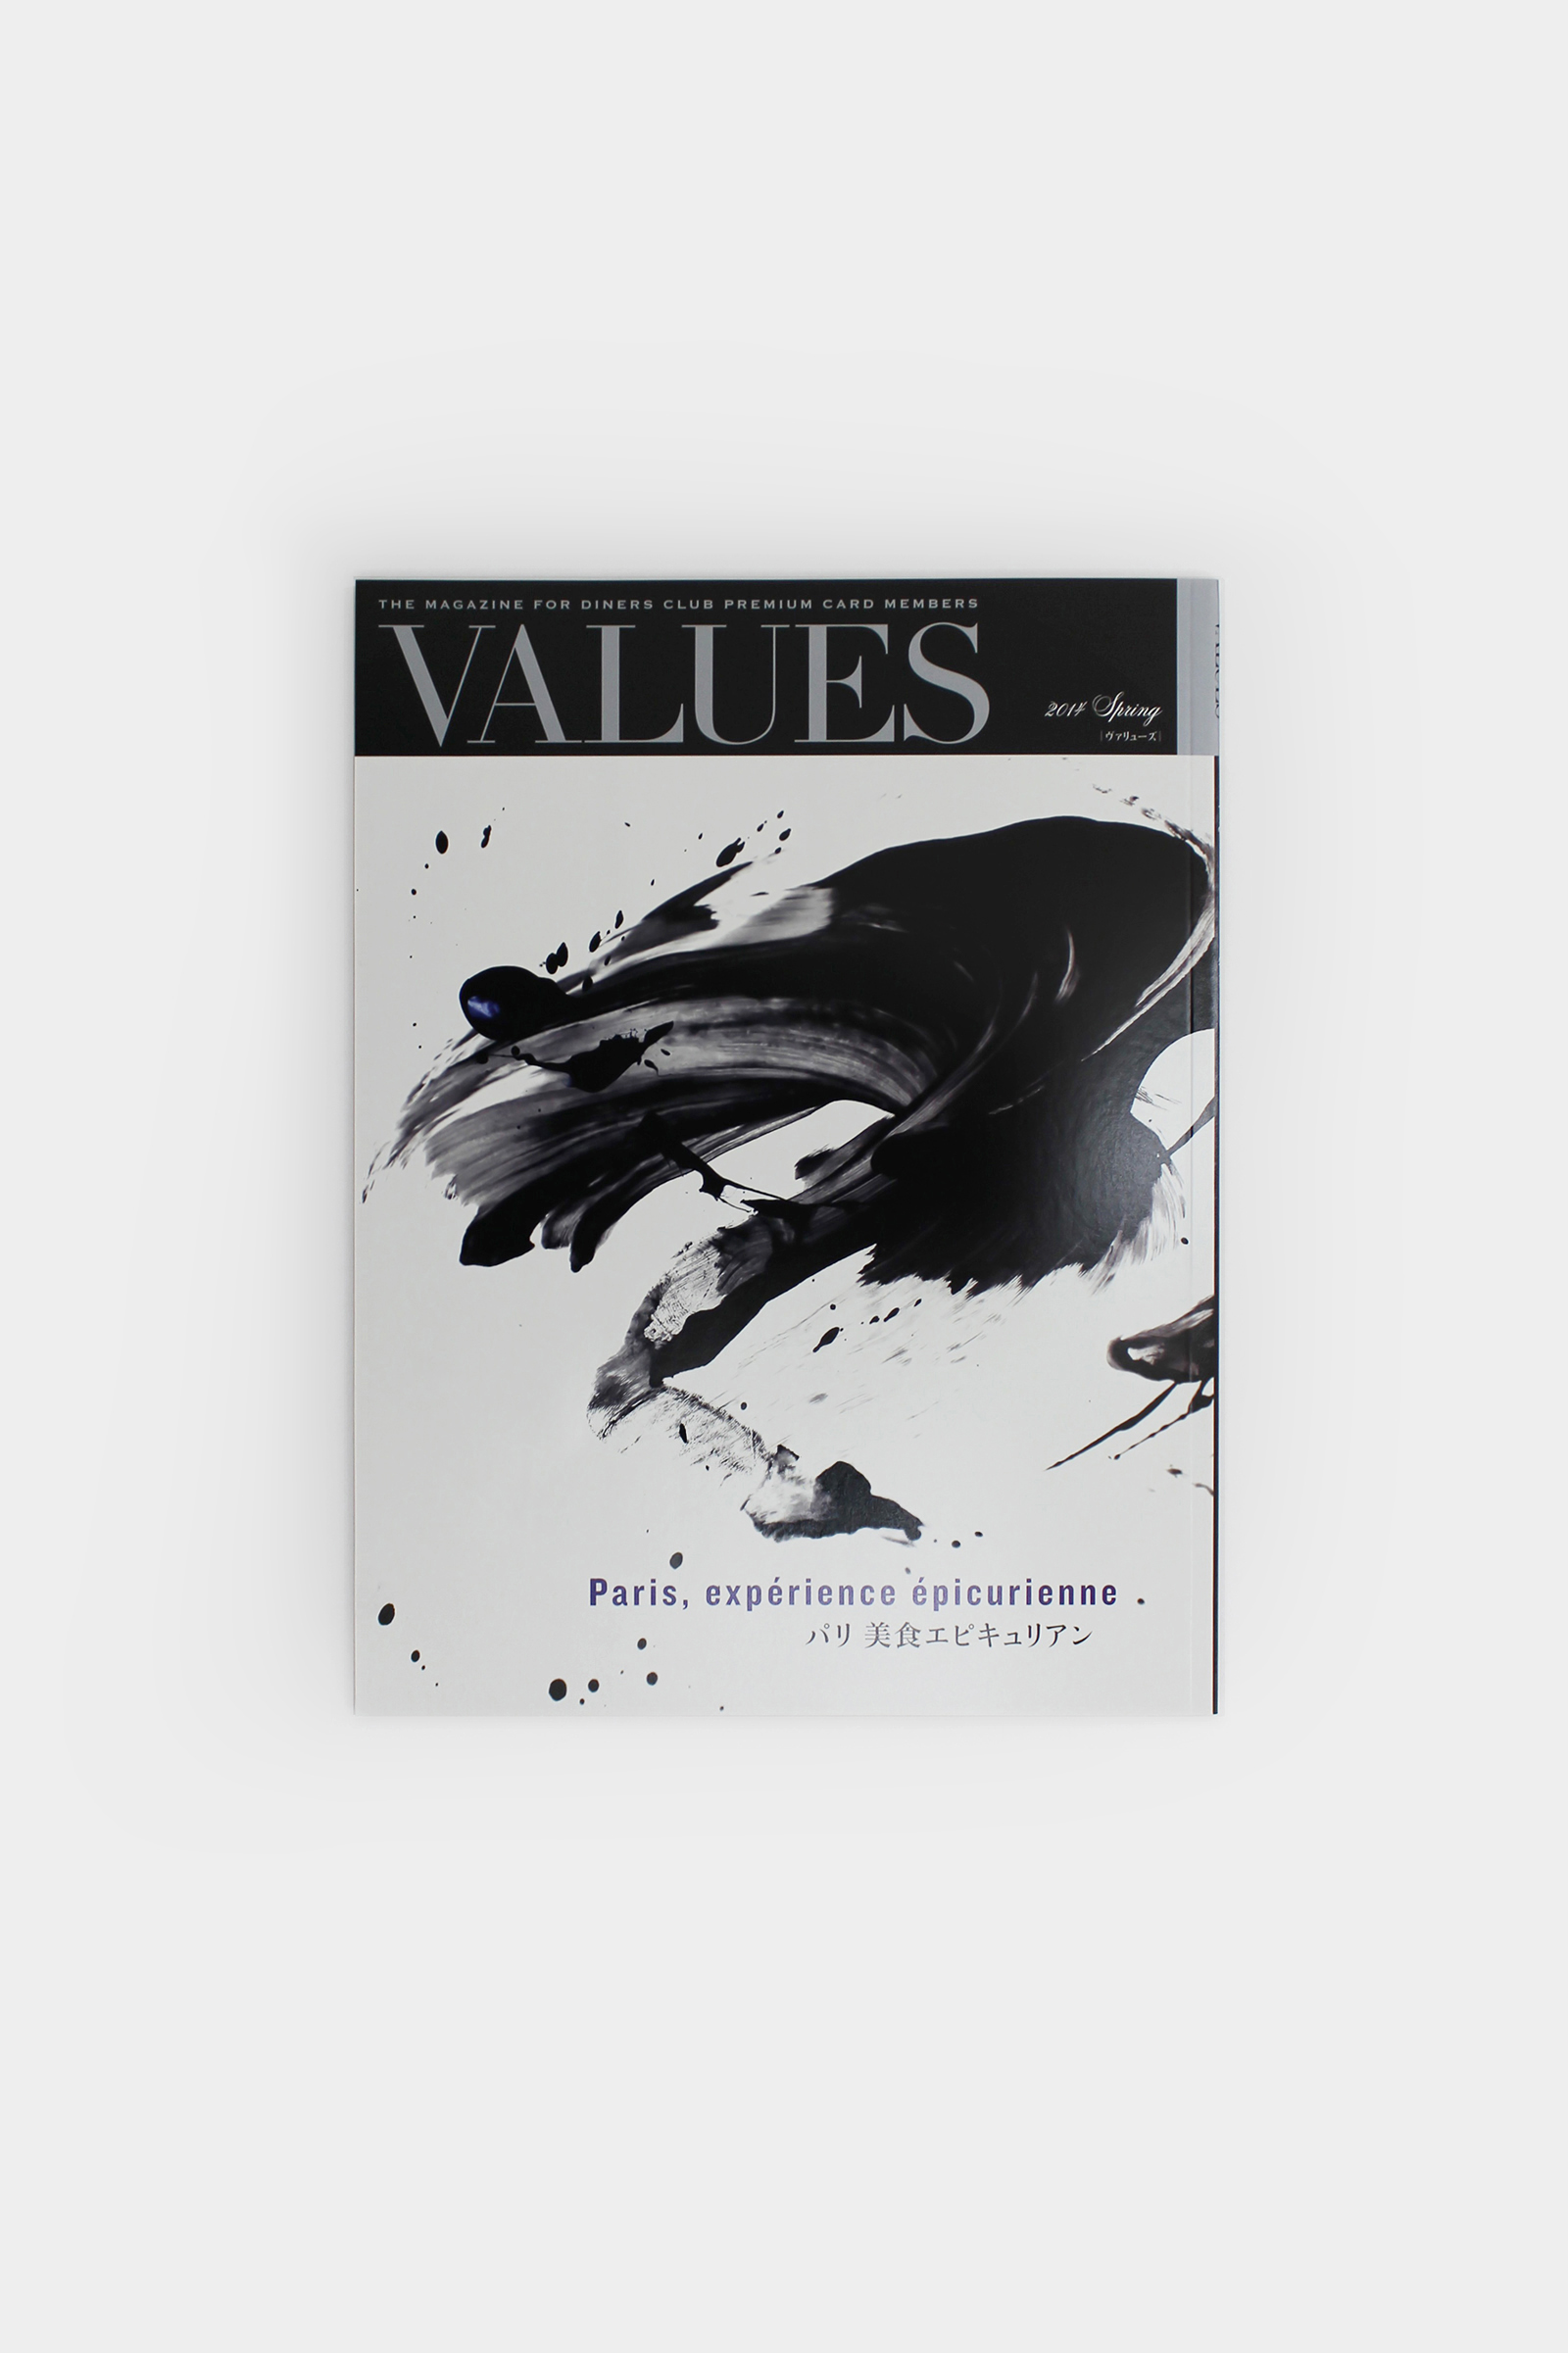 THE MAGAZINE FOR DINERS CLUB PREMIUM CARD MEMBERS
VALUES
2014 Spring
|ヴァリューズ|
Paris, expérience épicurienne
パリ 美食エピキュリアン